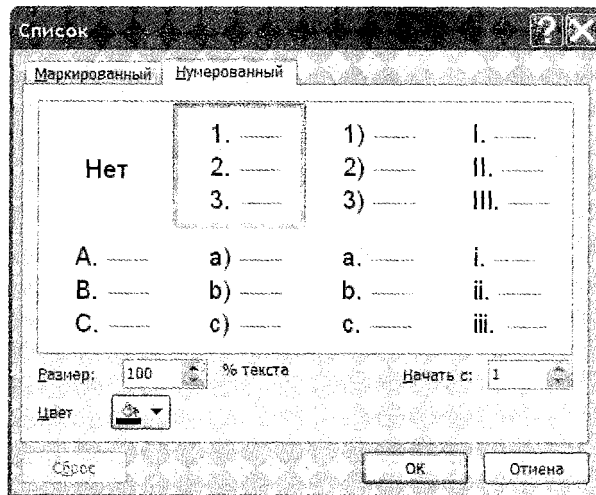 Список
Маркированный Нумерованный
Нет
1.
2.
3.
1)
2)
3)
I.
II.
III.
A.
B.
C.
a)
b)
c)
a.
b.
c.
i.
ii.
iii.
Размер: 100 % текста Начать с: 1
Цвет
Сброс OK Отмена